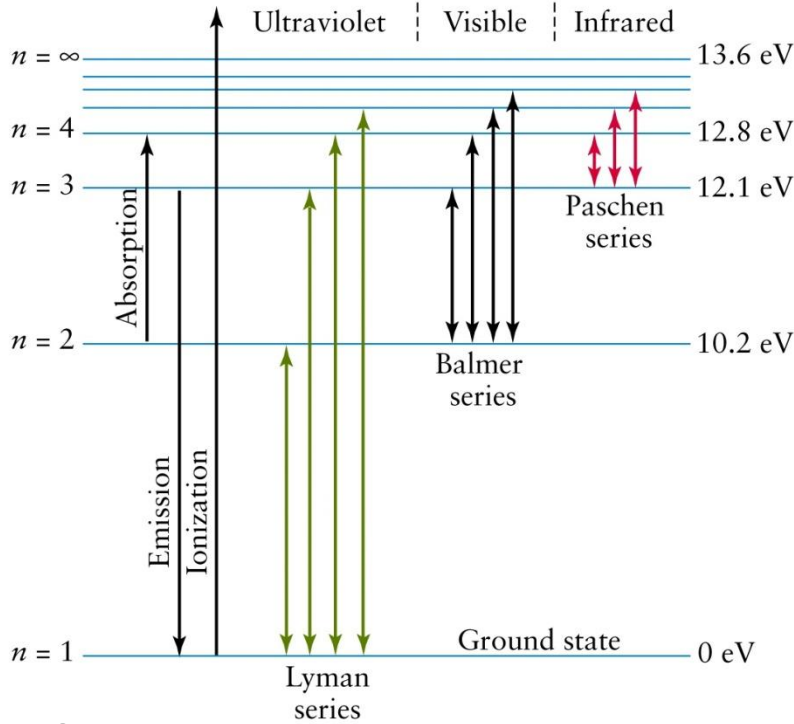 Ultraviolet Visible Infrared
n = ∞ 13.6 eV
n = 4 12.8 eV
n = 3 12.1 eV
Paschen
series
Absorption
n = 2 10.2 eV
Balmer
series
Emission
Ionization
Ground state
n = 1 0 eV
Lyman
series